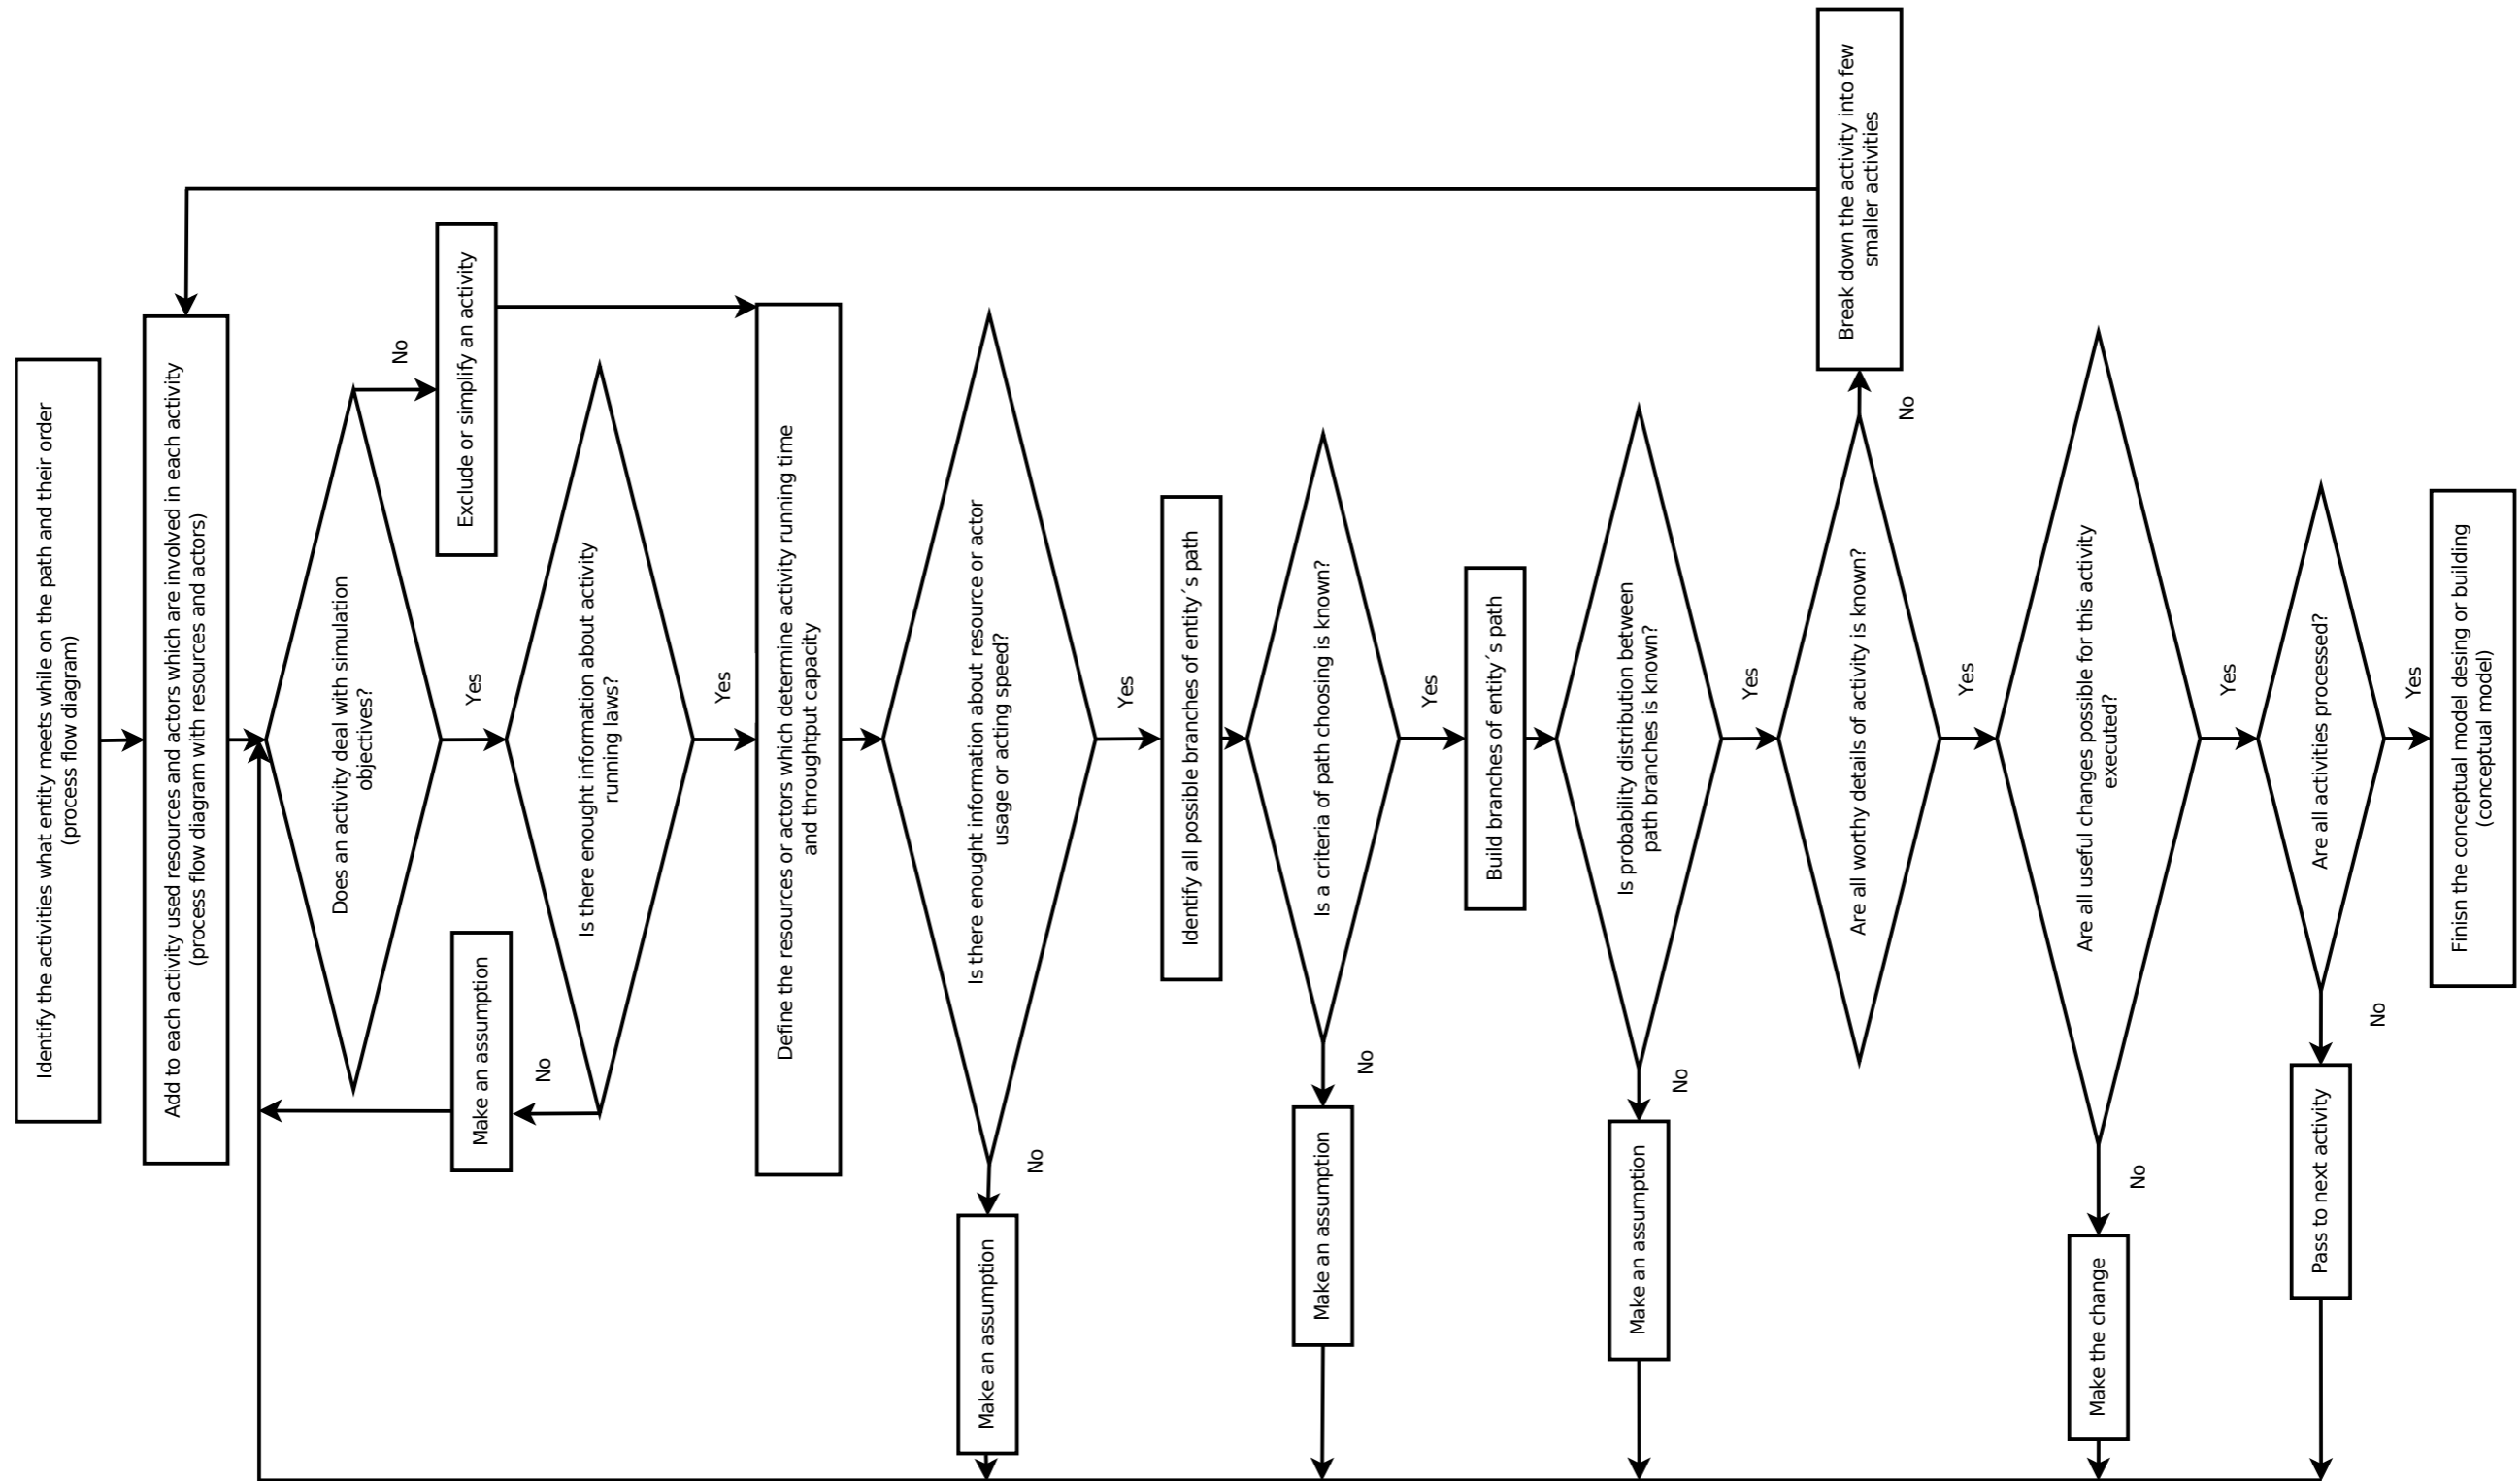 Identify the activities what entity meets while on the path and their order
(process flow diagram)
Add to each activity used resources and actors which are involved in each activity
(process flow diagram with resources and actors)
Does an activity deal with simulation
objectives?
No
Exclude or simplify an activity
Yes
Is there enought information about activity
running laws?
No
Make an assumption
Yes
Define the resources or actors which determine activity running time
and throughtput capacity
Is there enought information about resource or actor
usage or acting speed?
No
Make an assumption
Yes
Identify all possible branches of entity´s path
Is a criteria of path choosing is known?
No
Make an assumption
Yes
Build branches of entity´s path
Is probability distribution between
path branches is known?
No
Make an assumption
Yes
Are all worthy details of activity is known?
No
Break down the activity into few
smaller activities
Yes
Are all useful changes possible for this activity
executed?
No
Make the change
Yes
Are all activities processed?
No
Pass to next activity
Yes
Finisn the conceptual model desing or building
(conceptual model)